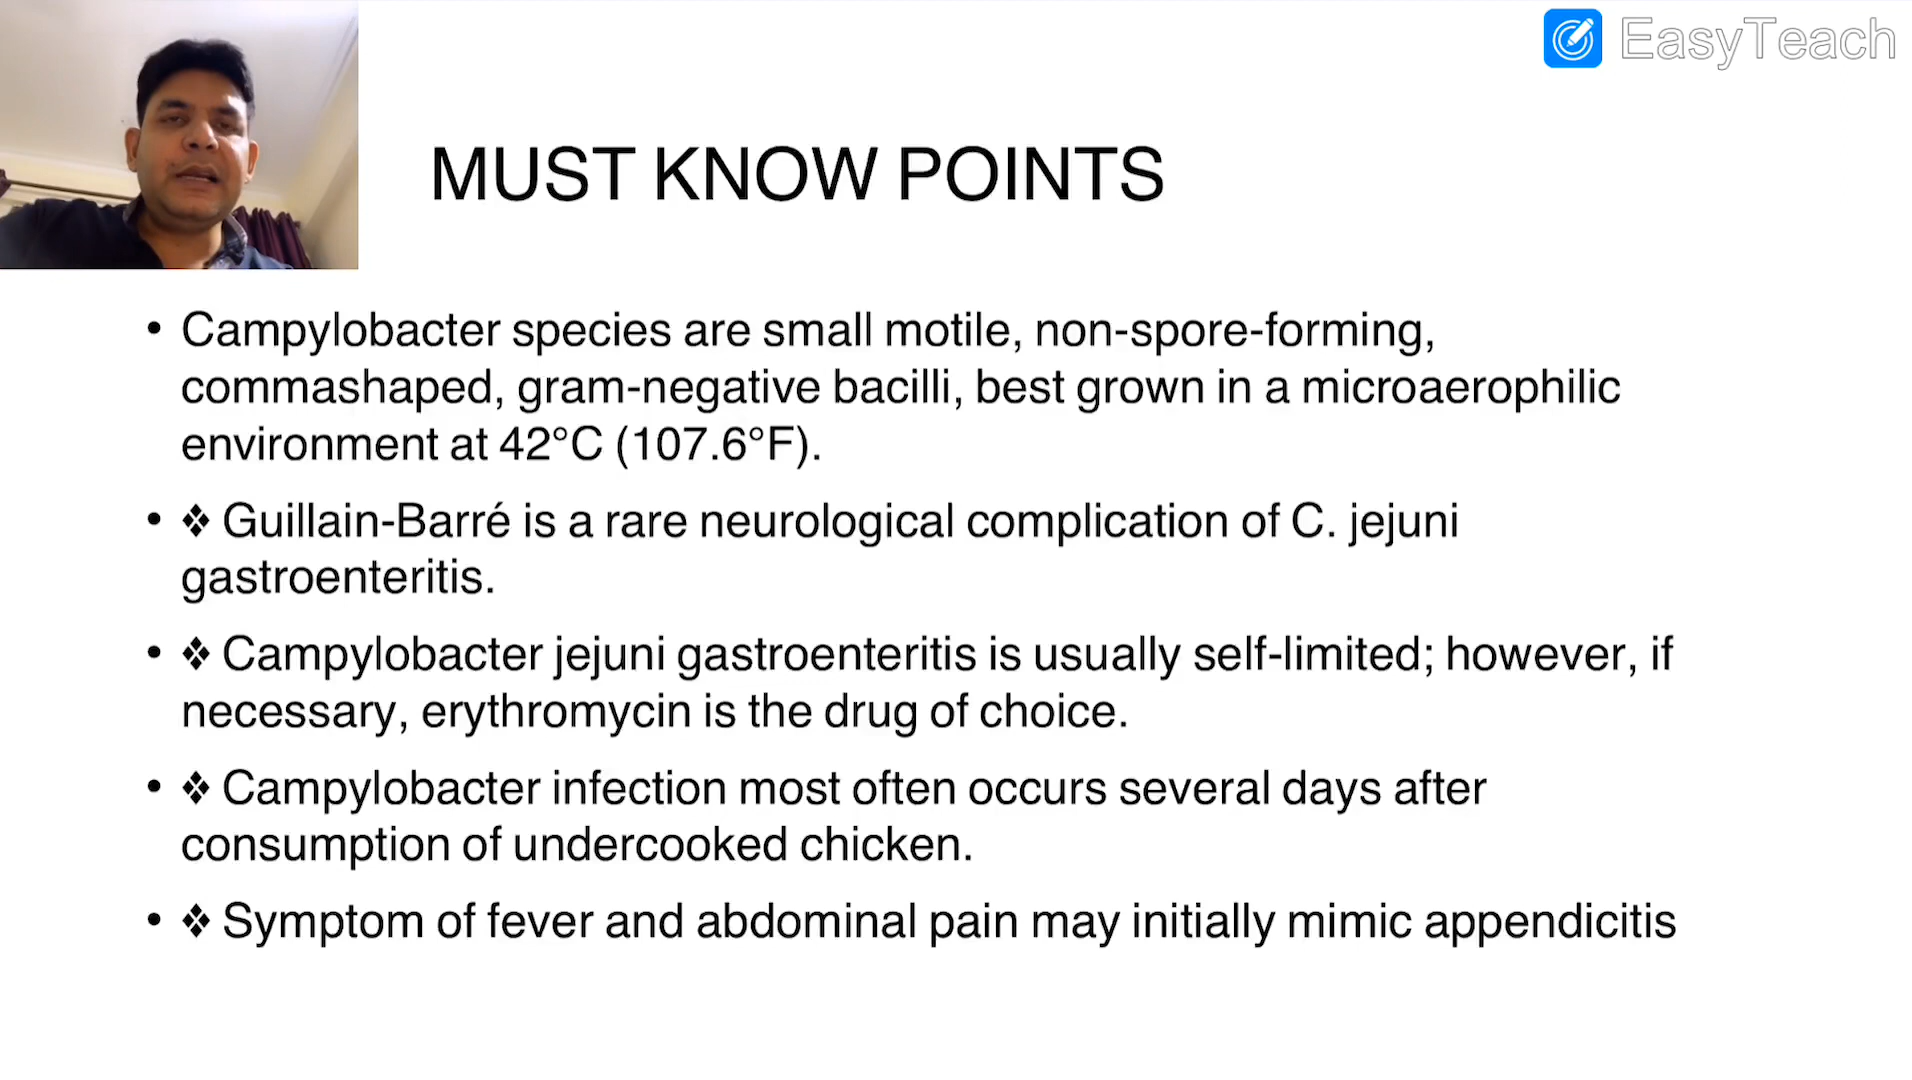 EasyTeach
MUST KNOW POINTS
• Campylobacter species are small motile, non-spore-forming,
commashaped, gram-negative bacilli, best grown in a microaerophilic
environment at 42°C (107.6°F).
• ❖ Guillain-Barré is a rare neurological complication of C. jejuni
gastroenteritis.
• ❖ Campylobacter jejuni gastroenteritis is usually self-limited; however, if
necessary, erythromycin is the drug of choice.
• ❖ Campylobacter infection most often occurs several days after
consumption of undercooked chicken.
• ❖ Symptom of fever and abdominal pain may initially mimic appendicitis